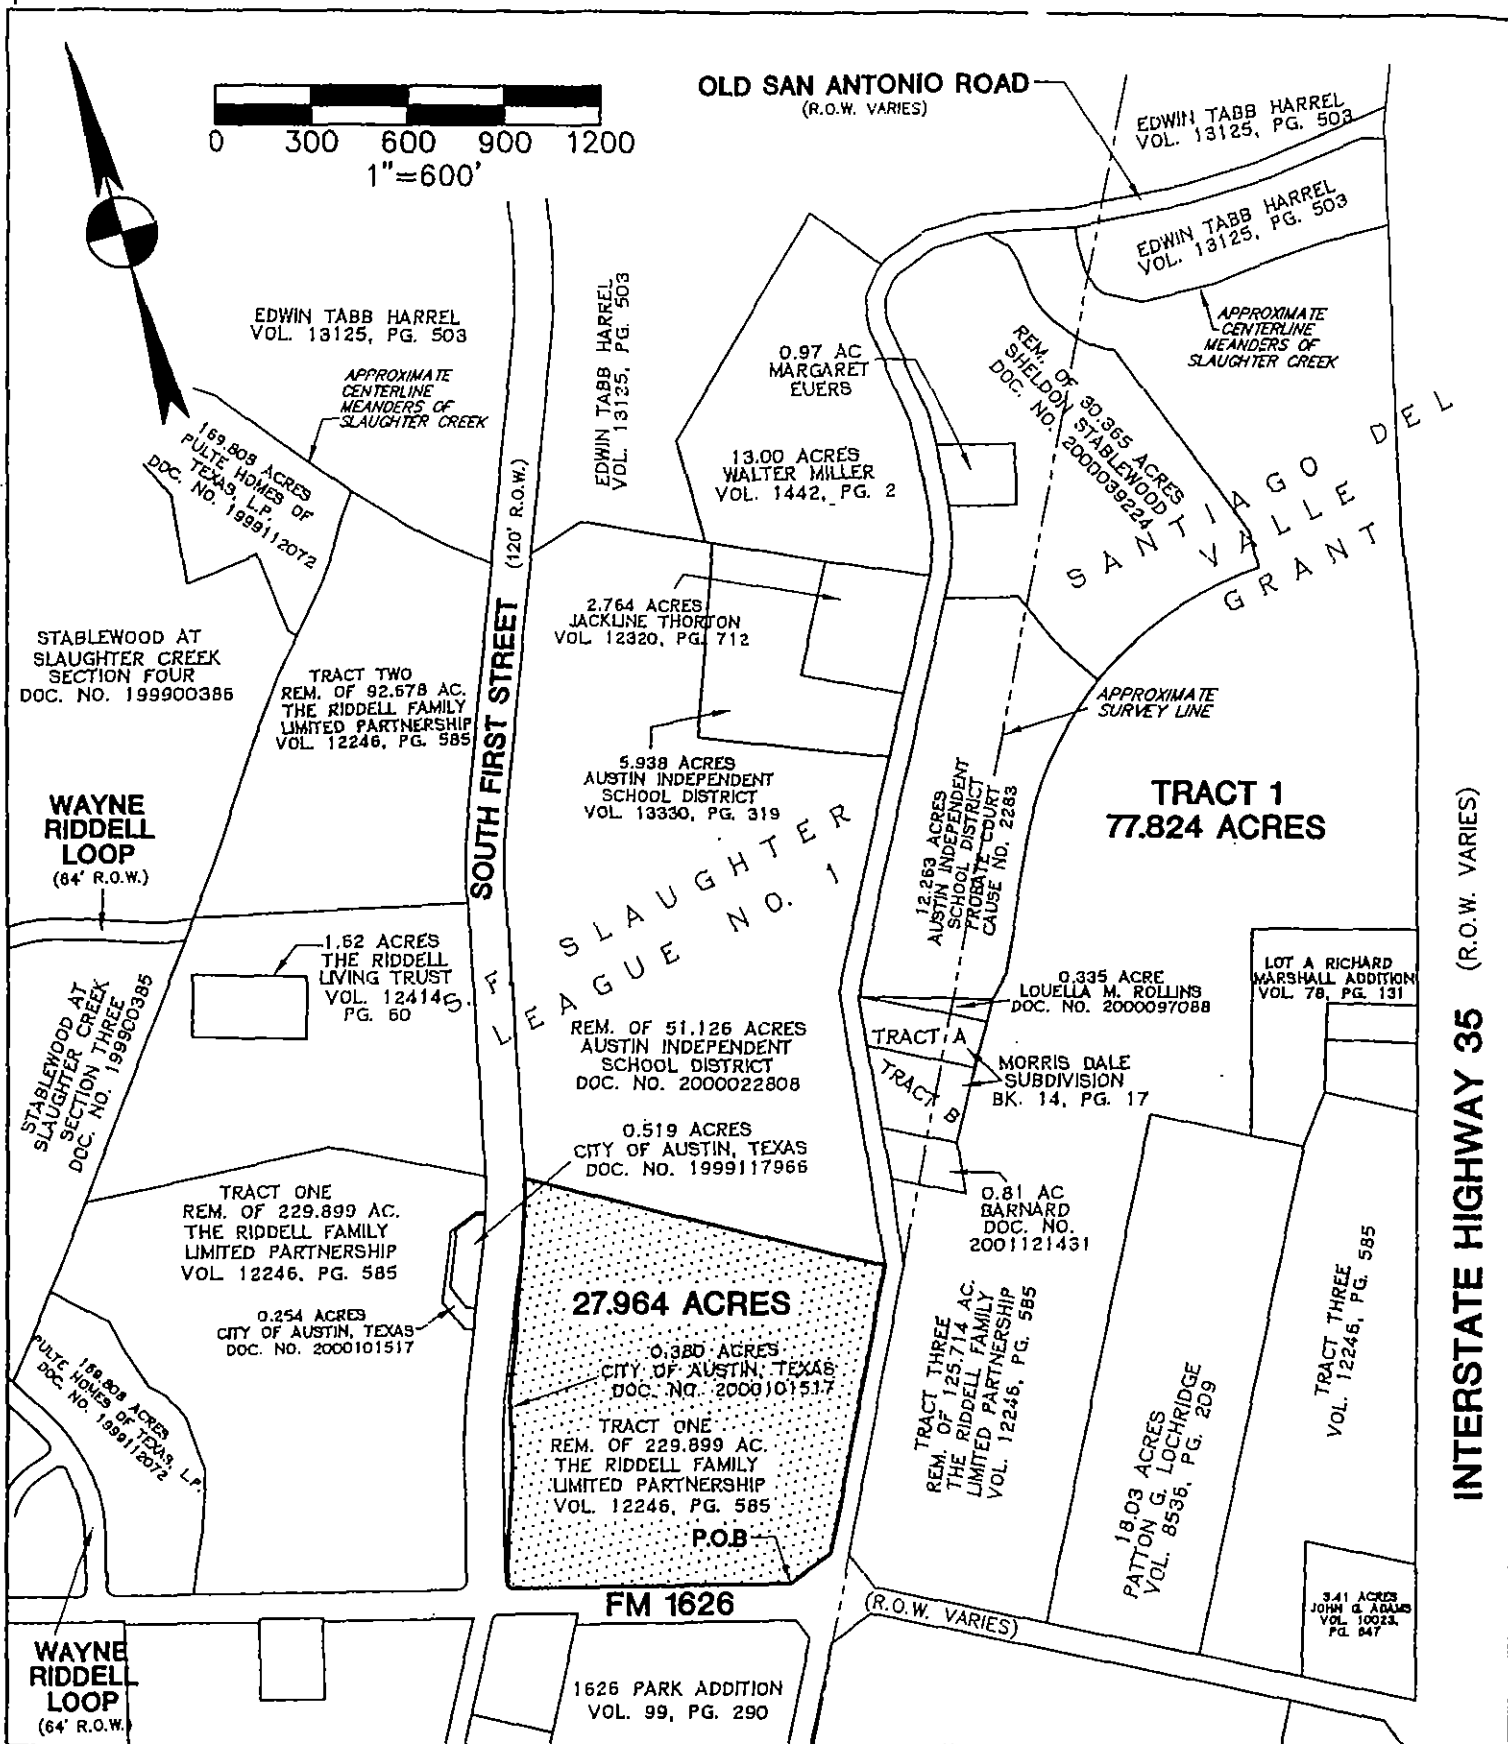 OLD SAN ANTONIO ROAD
(R.O.W. VARIES)
0 300 600 900 1200
1"=600'
EDWIN TABB HARREL
VOL. 13125, PG. 503
EDWIN TABB HARREL
VOL. 13125, PG. 503
APPROXIMATE
CENTERLINE
MEANDERS OF
SLAUGHTER CREEK
EDWIN TABB HARREL
VOL. 13125, PG. 503
EDWIN TABB HARREL
VOL. 13125, PG. 503
APPROXIMATE
CENTERLINE
MEANDERS OF
SLAUGHTER CREEK
169.808 ACRES
PULTE HOMES OF
TEXAS, L.P.
DOC. NO. 1999112072
0.97 AC
MARGARET
EUERS
13.00 ACRES
WALTER MILLER
VOL. 1442, PG. 2
REM. OF 30.365 ACRES
SHELDON STABLEWOOD
DOC. NO. 2000039224
SANTIAGO DEL
VALLE
GRANT
STABLEWOOD AT
SLAUGHTER CREEK
SECTION FOUR
DOC. NO. 199900386
TRACT TWO
REM. OF 92.678 AC.
THE RIDDELL FAMILY
LIMITED PARTNERSHIP
VOL. 12246, PG. 585
SOUTH FIRST STREET
(120' R.O.W.)
2.764 ACRES
JACKLINE THORTON
VOL. 12320, PG. 712
5.938 ACRES
AUSTIN INDEPENDENT
SCHOOL DISTRICT
VOL. 13330, PG. 319
APPROXIMATE
SURVEY LINE
TRACT 1
77.824 ACRES
12.263 ACRES
AUSTIN INDEPENDENT
SCHOOL DISTRICT
PROBATE COURT
CAUSE NO. 2283
WAYNE
RIDDELL
LOOP
(64' R.O.W.)
S. F. SLAUGHTER
LEAGUE NO. 1
1.62 ACRES
THE RIDDELL
LIVING TRUST
VOL. 12414
PG. 60
STABLEWOOD AT
SLAUGHTER CREEK
SECTION THREE
DOC. NO. 199900385
REM. OF 51.126 ACRES
AUSTIN INDEPENDENT
SCHOOL DISTRICT
DOC. NO. 2000022808
0.335 ACRE
LOUELLA M. ROLLINS
DOC. NO. 2000097088
LOT A RICHARD
MARSHALL ADDITION
VOL. 78, PG. 131
TRACT A
TRACT B
MORRIS DALE
SUBDIVISION
BK. 14, PG. 17
INTERSTATE HIGHWAY 35 (R.O.W. VARIES)
0.519 ACRES
CITY OF AUSTIN, TEXAS
DOC. NO. 1999117966
0.81 AC
BARNARD
DOC. NO.
2001121431
TRACT ONE
REM. OF 229.899 AC.
THE RIDDELL FAMILY
LIMITED PARTNERSHIP
VOL. 12246, PG. 585
0.254 ACRES
CITY OF AUSTIN, TEXAS
DOC. NO. 2000101517
27.964 ACRES
0.380 ACRES
CITY OF AUSTIN, TEXAS
DOC. NO. 2000101517
TRACT ONE
REM. OF 229.899 AC.
THE RIDDELL FAMILY
LIMITED PARTNERSHIP
VOL. 12246, PG. 585
P.O.B
169.808 ACRES
PULTE HOMES OF TEXAS, L.P.
DOC. NO. 1999112072
TRACT THREE
REM. OF 125.714 AC.
THE RIDDELL FAMILY
LIMITED PARTNERSHIP
VOL. 12246, PG. 585
18.03 ACRES
PATTON G. LOCHRIDGE
VOL. 8536, PG. 209
TRACT THREE
VOL. 12246, PG. 585
FM 1626
(R.O.W. VARIES)
3.41 ACRES
JOHN Q. ADAMS
VOL. 10023,
PG. 647
WAYNE
RIDDELL
LOOP
(64' R.O.W.)
1626 PARK ADDITION
VOL. 99, PG. 290